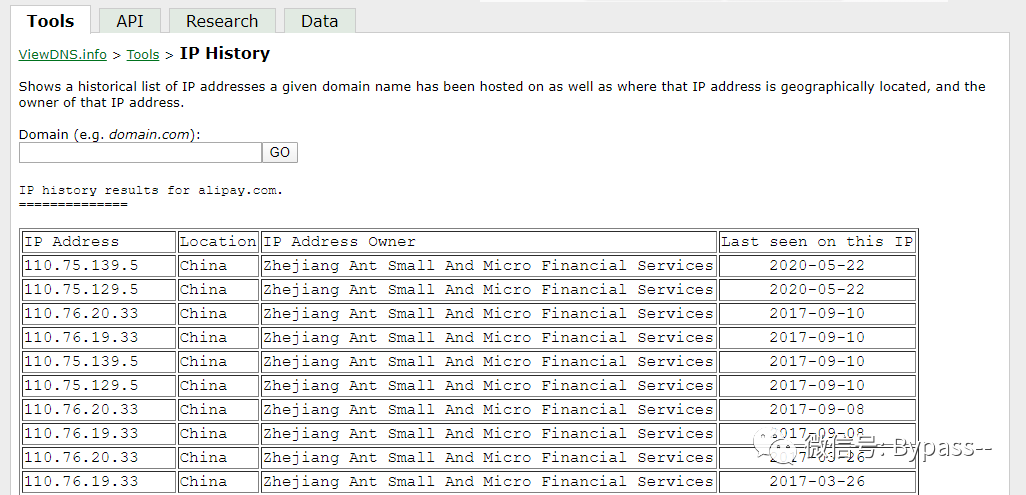 Tools API Research Data
ViewDNS.info > Tools > IP History
Shows a historical list of IP addresses a given domain name has been hosted on as well as where that IP address is geographically located, and the
owner of that IP address.
Domain (e.g. domain.com):
GO
IP history results for alipay.com.
==============
IP Address Location IP Address Owner Last seen on this IP
110.75.139.5 China Zhejiang Ant Small And Micro Financial Services 2020-05-22
110.75.129.5 China Zhejiang Ant Small And Micro Financial Services 2020-05-22
110.76.20.33 China Zhejiang Ant Small And Micro Financial Services 2017-09-10
110.76.19.33 China Zhejiang Ant Small And Micro Financial Services 2017-09-10
110.75.139.5 China Zhejiang Ant Small And Micro Financial Services 2017-09-10
110.75.129.5 China Zhejiang Ant Small And Micro Financial Services 2017-09-10
110.76.20.33 China Zhejiang Ant Small And Micro Financial Services 2017-09-08
110.76.19.33 China Zhejiang Ant Small And Micro Financial Services 2017-09-08
微信号: Bypass--
110.76.20.33 China Zhejiang Ant Small And Micro Financial Services 2017-03-26
110.76.19.33 China Zhejiang Ant Small And Micro Financial Services 2017-03-26